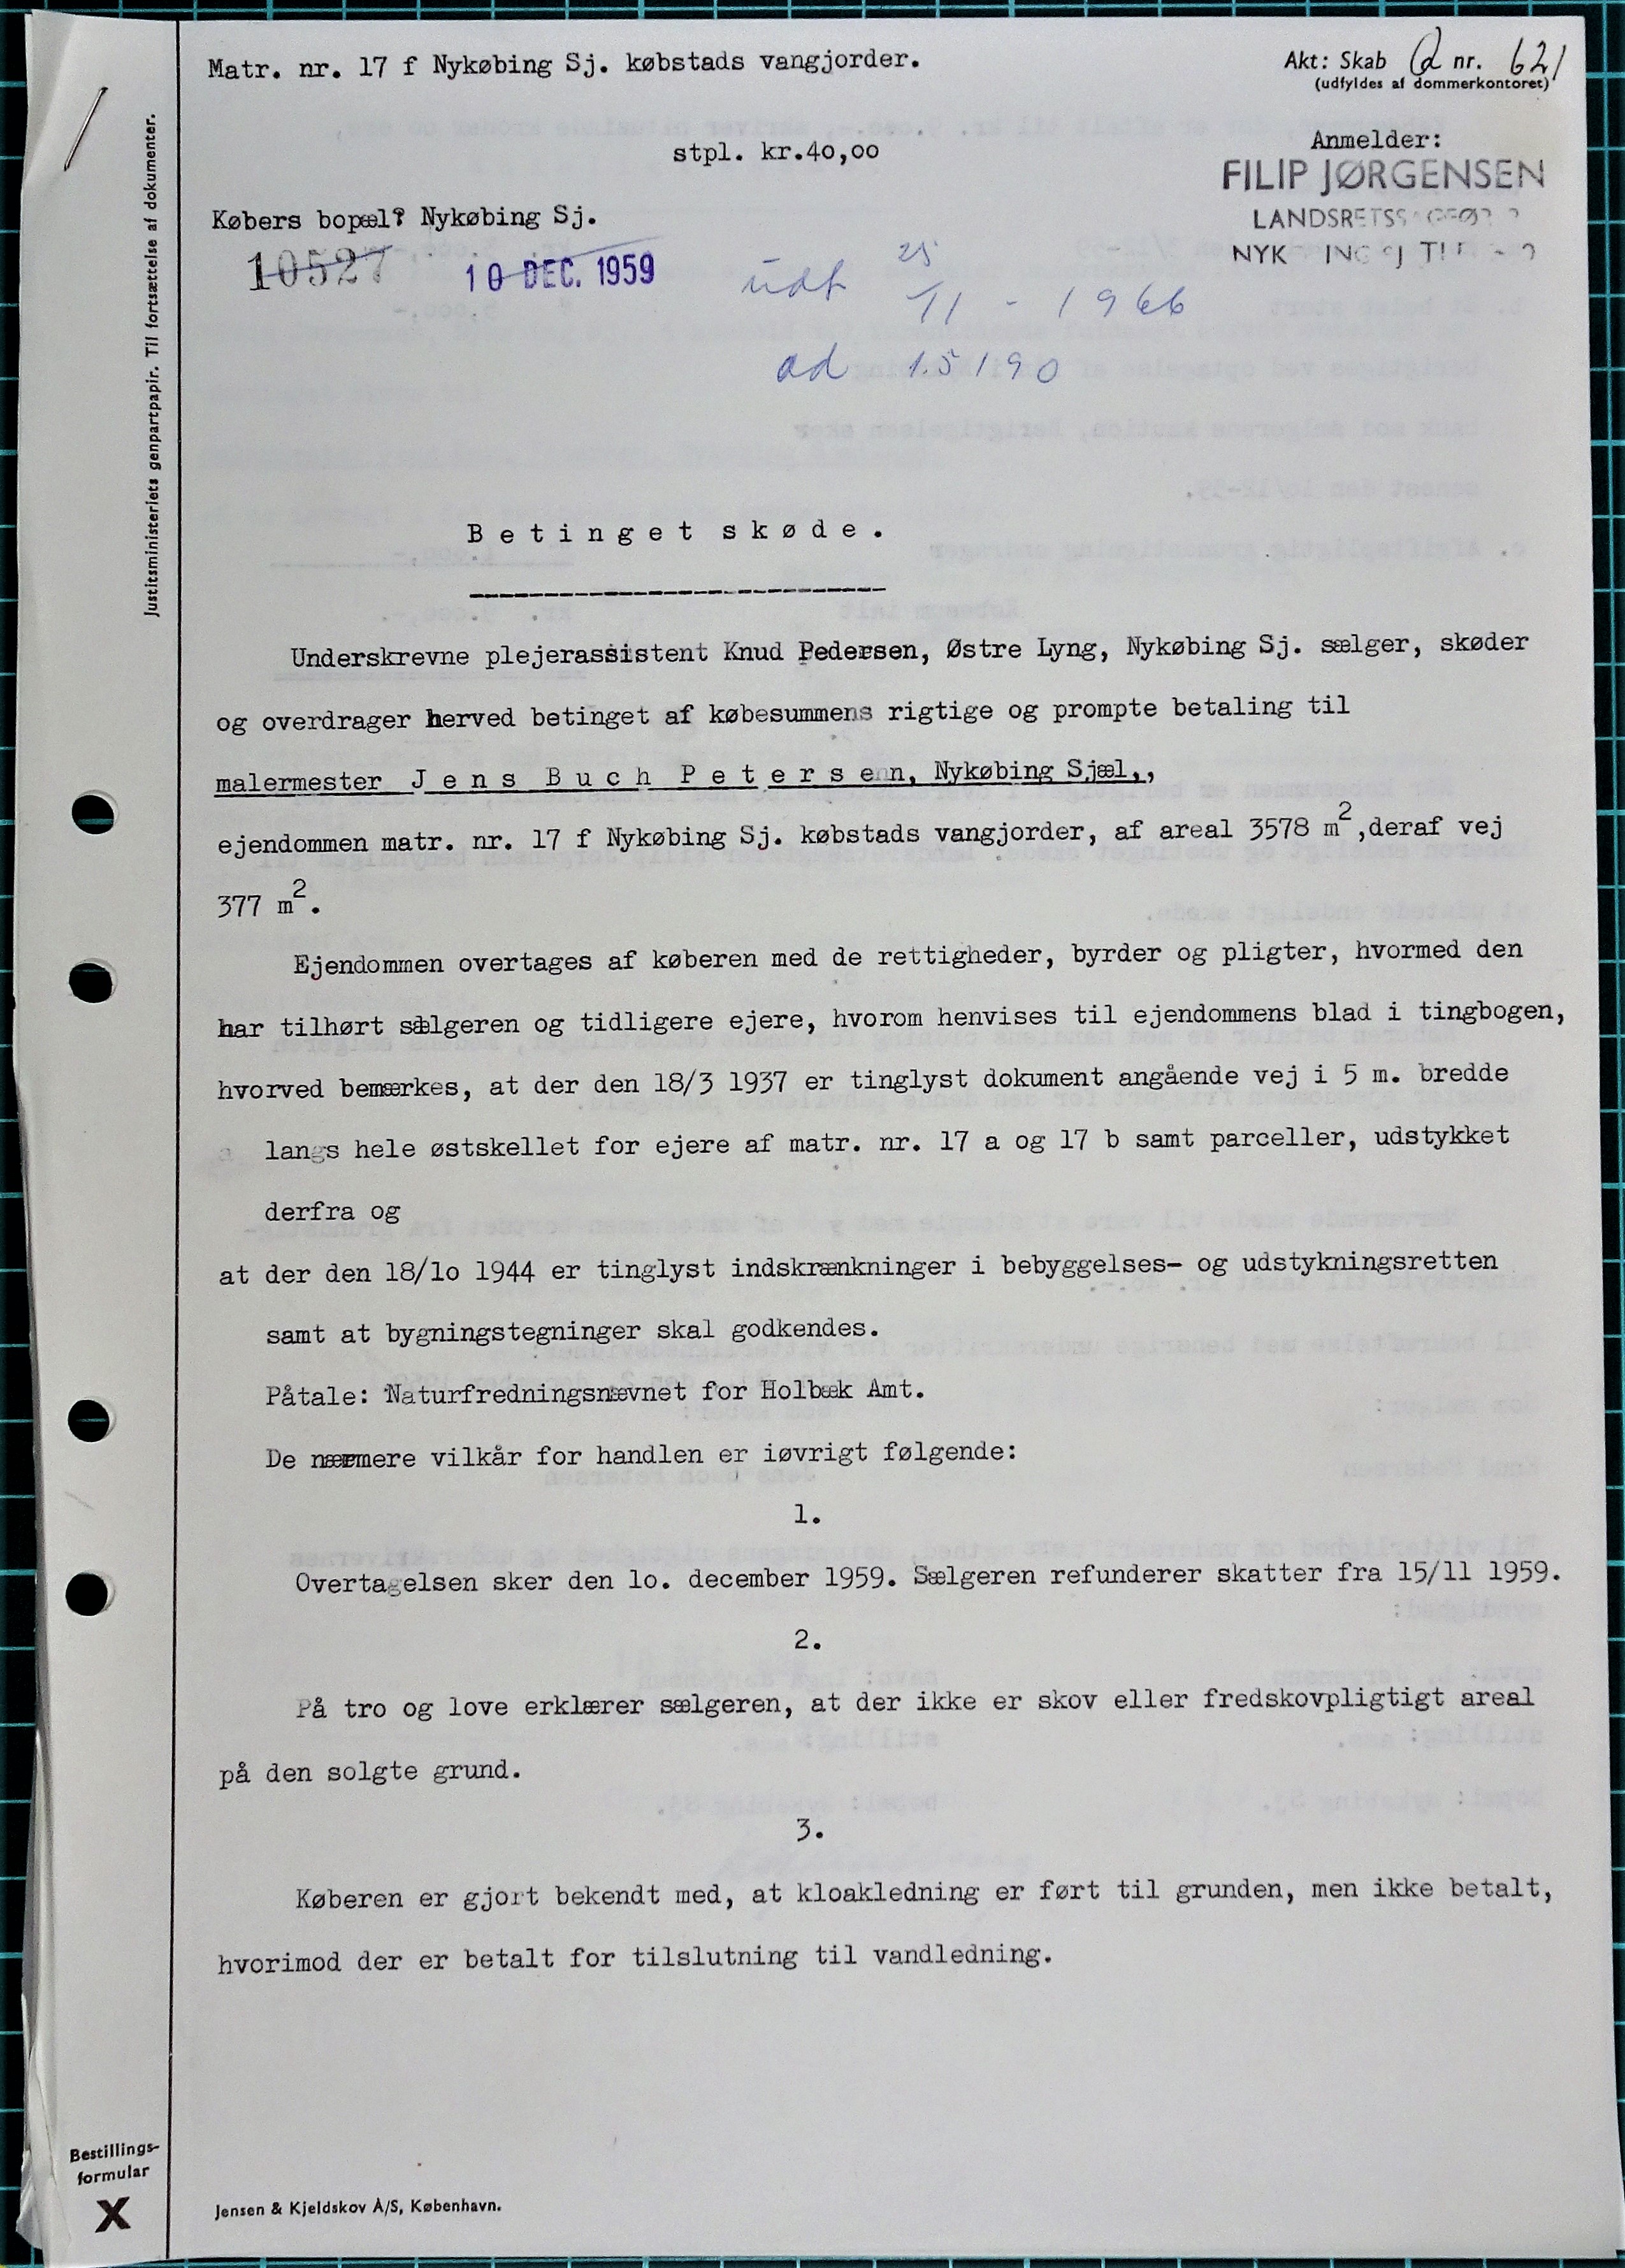 Matr. nr. 17 f Nykøbing Sj. købstads vangjorder.
Akt: Skab Q nr. 621
(udfyldes af dommerkontoret)
stpl. kr.4o,oo
Anmelder:
FILIP JØRGENSEN
Købers bopæl? Nykøbing Sj.
10527 10 DEC. 1959
udt 25/11 - 1966
ad 15190
Justitsministeriets genpartpapir. Til fortsættelse af dokumenter.
Betinget skøde.
Underskrevne plejerassistent Knud Pedersen, Østre Lyng, Nykøbing Sj. sælger, skøder
og overdrager herved betinget af købesummens rigtige og prompte betaling til
malermester Jens Buch Petersen, Nykøbing Sjæl,,
ejendommen matr. nr. 17 f Nykøbing Sj. købstads vangjorder, af areal 3578 m²,deraf vej
377 m².
Ejendommen overtages af køberen med de rettigheder, byrder og pligter, hvormed den
har tilhørt sælgeren og tidligere ejere, hvorom henvises til ejendommens blad i tingbogen,
hvorved bemærkes, at der den 18/3 1937 er tinglyst dokument angående vej i 5 m. bredde
langs hele østskellet for ejere af matr. nr. 17 a og 17 b samt parceller, udstykket
derfra og
at der den 18/1o 1944 er tinglyst indskrænkninger i bebyggelses- og udstykningsretten
samt at bygningstegninger skal godkendes.
Påtale: Naturfredningsnævnet for Holbæk Amt.
De nærmere vilkår for handlen er iøvrigt følgende:
1.
Overtagelsen sker den 1o. december 1959. Sælgeren refunderer skatter fra 15/11 1959.
2.
På tro og love erklærer sælgeren, at der ikke er skov eller fredskovpligtigt areal
på den solgte grund.
3.
Køberen er gjort bekendt med, at kloakledning er ført til grunden, men ikke betalt,
hvorimod der er betalt for tilslutning til vandledning.
Bestillings-
formular
X
Jensen & Kjeldskov A/S, København.